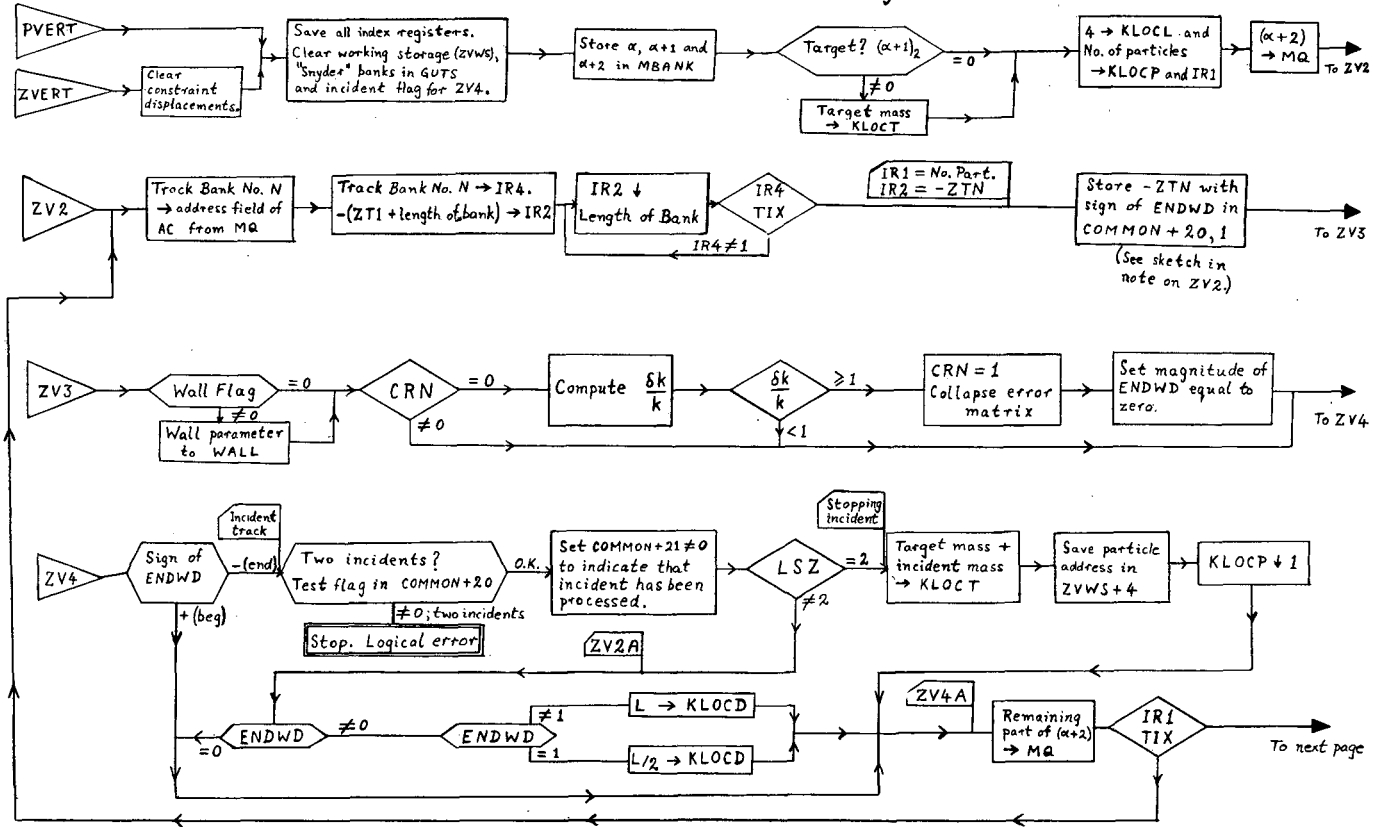 PVERT
ZVERT
Clear
constraint
displacements.
Save all index registers.
Clear working storage (ZVWS),
"Snyder" banks in GUTS
and incident flag for ZV4.
Store α, α+1 and
α+2 in MBANK
Target? (α+1)₂
=0
≠0
Target mass
→ KLOCT
4 → KLOCL and
No. of particles
→ KLOCP and IR1
(α+2)
→ MQ
To ZV2
ZV2
Track Bank No. N
→ address field of
AC from MQ
Track Bank No. N → IR4.
-(ZT1 + length of bank) → IR2
IR2 ↓
Length of Bank
IR4
TIX
IR4≠1
IR1 = No. Part.
IR2 = -ZTN
Store -ZTN with
sign of ENDWD in
COMMON + 20, 1
(See sketch in
note on ZV2.)
To ZV3
ZV3
Wall Flag
=0
≠0
Wall parameter
to WALL
CRN
=0
≠0
Compute δk/k
δk/k
≥1
<1
CRN = 1
Collapse error
matrix
Set magnitude of
ENDWD equal to
zero.
To ZV4
ZV4
Sign of
ENDWD
-(end)
+ (beg)
Incident
track
Two incidents?
Test flag in COMMON+20
O.K.
≠0; two incidents
Stop. Logical error
Set COMMON+21 ≠0
to indicate that
incident has been
processed.
LSZ
=2
≠2
Stopping
incident
Target mass +
incident mass
→ KLOCT
Save particle
address in
ZVWS+4
KLOCP ↓ 1
ZV2A
ENDWD
=0
≠0
ENDWD
≠1
=1
L → KLOCD
L/2 → KLOCD
ZV4A
Remaining
part of (α+2)
→ MQ
IR1
TIX
To next page